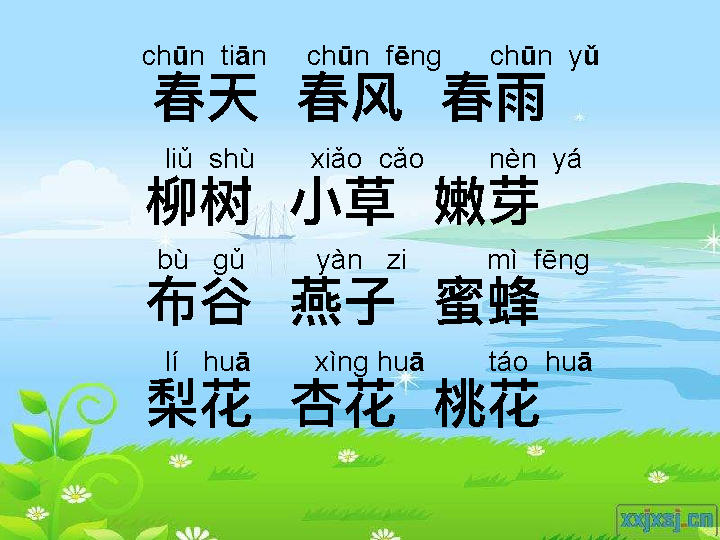 chūn tiān chūn fēng chūn yǔ
春天 春风 春雨
liǔ shù xiǎo cǎo nèn yá
柳树 小草 嫩芽
bù gǔ yàn zi mì fēng
布谷 燕子 蜜蜂
lí huā xìng huā táo huā
梨花 杏花 桃花
xxjxsj.cn